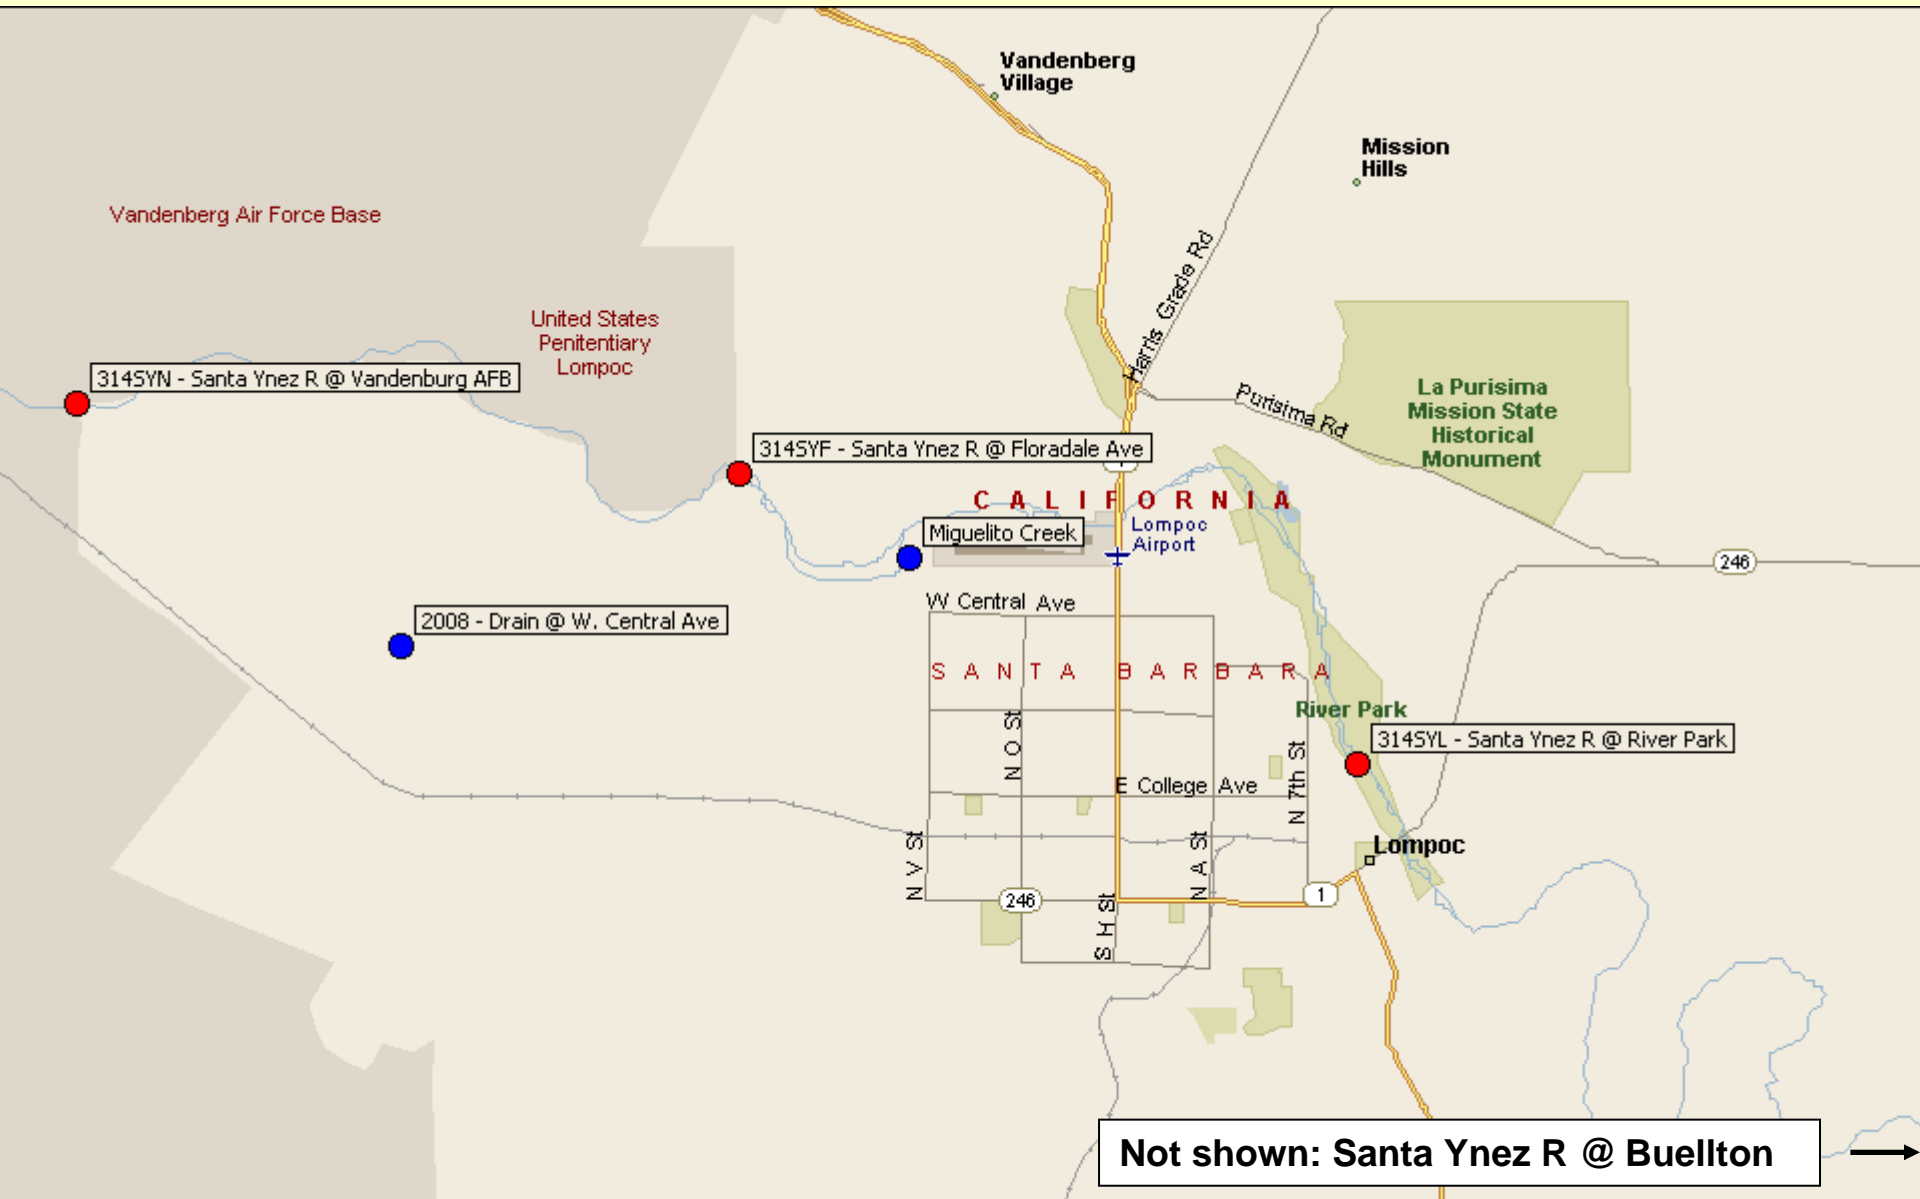 Vandenberg
Village
Mission
Hills
Vandenberg Air Force Base
Harris Grade Rd
United States
Penitentiary
Lompoc
314SYN - Santa Ynez R @ Vandenburg AFB
Purisima Rd
La Purisima
Mission State
Historical
Monument
314SYF - Santa Ynez R @ Floradale Ave
CALIFORNIA
Lompoc
Airport
Miguelito Creek
246
W Central Ave
2008 - Drain @ W. Central Ave
SANTA BARBARA
River Park
N O St
314SYL - Santa Ynez R @ River Park
E College Ave
N 7th St
N V St
N A St
Lompoc
246
1
S H St
Not shown: Santa Ynez R @ Buellton